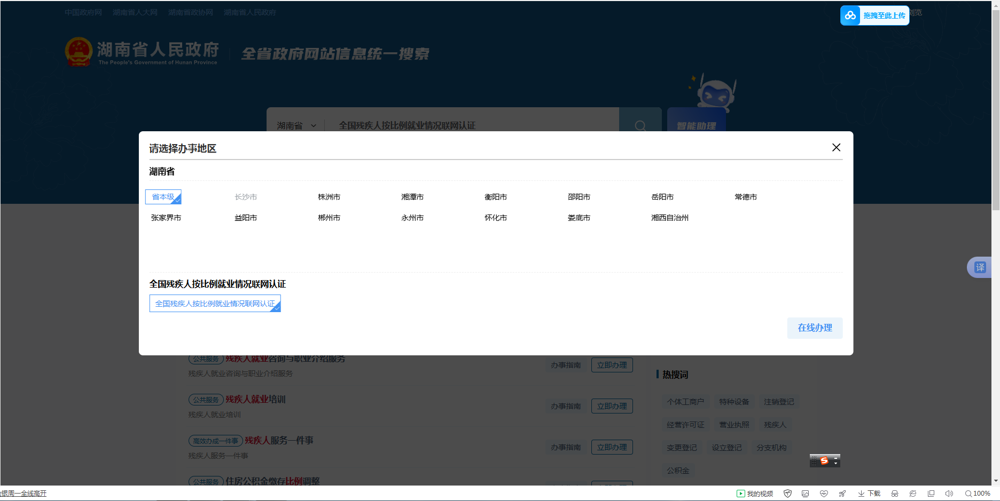 中国政府网 湖南省人大网 湖南省政协网 湖南省人民政府
拖拽至此上传
浏览
湖南省人民政府
The People's Government of Hunan Province
全省政府网站信息统一搜索
湖南省
全国残疾人按比例就业情况联网认证
智能助理
请选择办事地区
湖南省
省本级 长沙市 株洲市 湘潭市 衡阳市 邵阳市 岳阳市 常德市
张家界市 益阳市 郴州市 永州市 怀化市 娄底市 湘西自治州
译
全国残疾人按比例就业情况联网认证
全国残疾人按比例就业情况联网认证
在线办理
公共服务 残疾人就业咨询与职业介绍服务
残疾人就业咨询与职业介绍服务
办事指南 立即办理
公共服务 残疾人就业培训
残疾人就业培训
办事指南 立即办理
高效办成一件事 残疾人服务一件事
残疾人服务一件事
办事指南 立即办理
公共服务 住房公积金缴存比例调整
热搜词
个体工商户 特种设备 注销登记
经营许可证 营业执照 残疾人
变更登记 设立登记 分支机构
公积金
S
银周一全线高开
我的视频 下载 100%